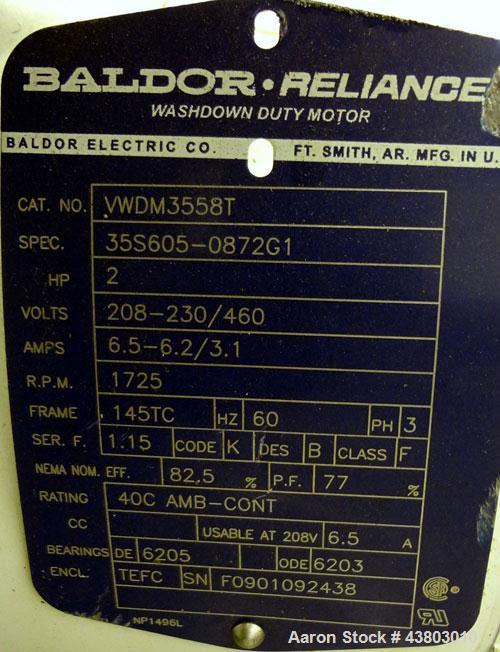 BALDOR • RELIANCE
WASHDOWN DUTY MOTOR
BALDOR ELECTRIC CO. FT. SMITH, AR. MFG. IN U.
CAT. NO. VWDM3558T
SPEC. 35S605-0872G1
HP 2
VOLTS 208-230/460
AMPS 6.5-6.2/3.1
R.P.M. 1725
FRAME 145TC HZ 60 PH 3
SER. F. 1.15 CODE K DES B CLASS F
NEMA NOM. EFF. 82.5 % P.F. 77 %
RATING 40C AMB-CONT
CC USABLE AT 208V 6.5 A
BEARINGS DE 6205 ODE 6203
ENCL. TEFC SN F0901092438
NP1496L
Aaron Stock #